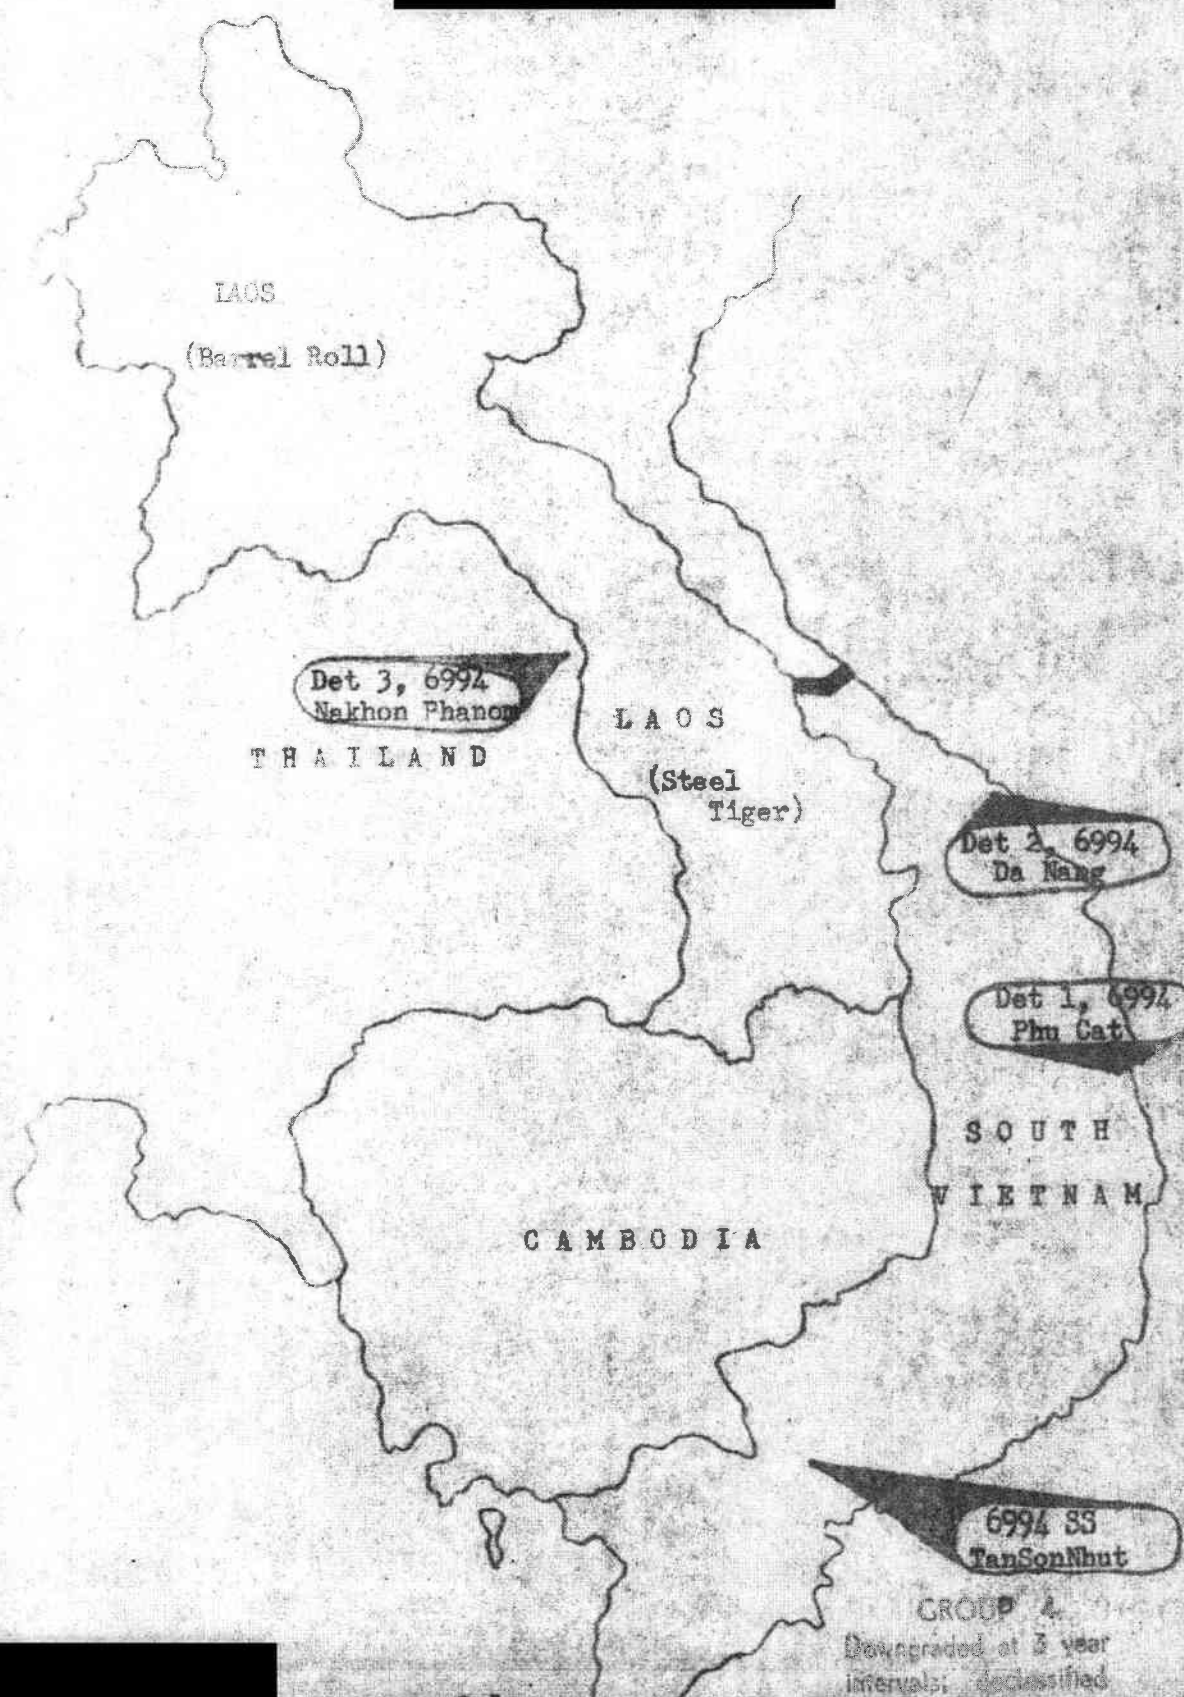 LAOS
(Barrel Roll)
Det 3, 6994
Nakhon Phanom
THAILAND
LAOS
(Steel
Tiger)
Det 2, 6994
Da Nang
Det 1, 6994
Phu Cat
SOUTH
VIETNAM
CAMBODIA
6994 SS
TanSonNhut
GROUP 4
Downgraded at 3 year
intervals; declassified